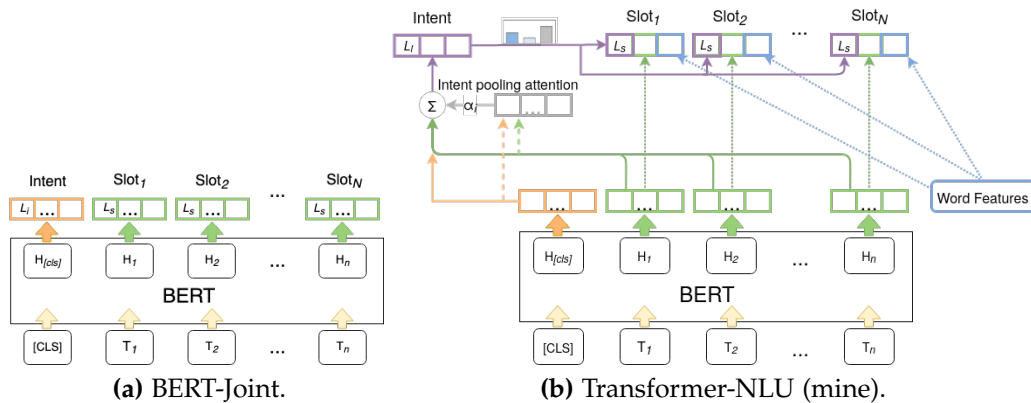 Intent Slot1 Slot2 ... SlotN
LI Ls Ls Ls
Intent pooling attention
Σ αi ...
Word Features
Intent Slot1 Slot2 ... SlotN
Li ... Ls ... Ls ... Ls ...
... ... ... ...
H[cls] H1 H2 ... Hn
BERT
[CLS] T1 T2 ... Tn
(a) BERT-Joint.
H[cls] H1 H2 ... Hn
BERT
[CLS] T1 T2 ... Tn
(b) Transformer-NLU (mine).